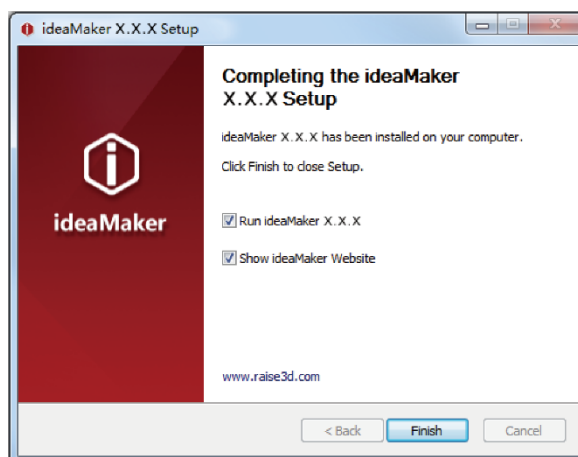 ideaMaker X.X.X Setup
Completing the ideaMaker
X.X.X Setup
ideaMaker X.X.X has been installed on your computer.
Click Finish to close Setup.
ideaMaker
Run ideaMaker X.X.X
Show ideaMaker Website
www.raise3d.com
< Back
Finish
Cancel